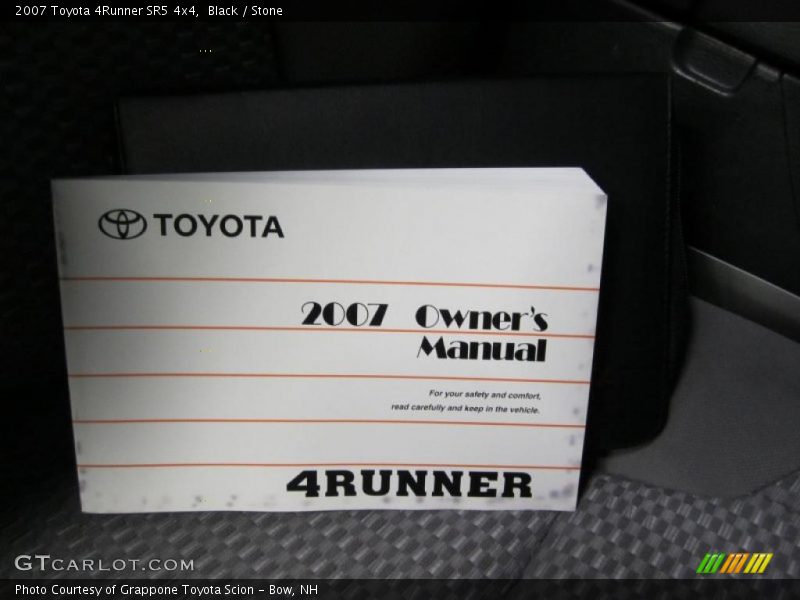 2007 Toyota 4Runner SR5 4x4,  Black / Stone
TOYOTA
2007 Owner's
Manual
For your safety and comfort,
read carefully and keep in the vehicle.
4RUNNER
GTCARLOT.COM
Photo Courtesy of Grappone Toyota Scion - Bow, NH